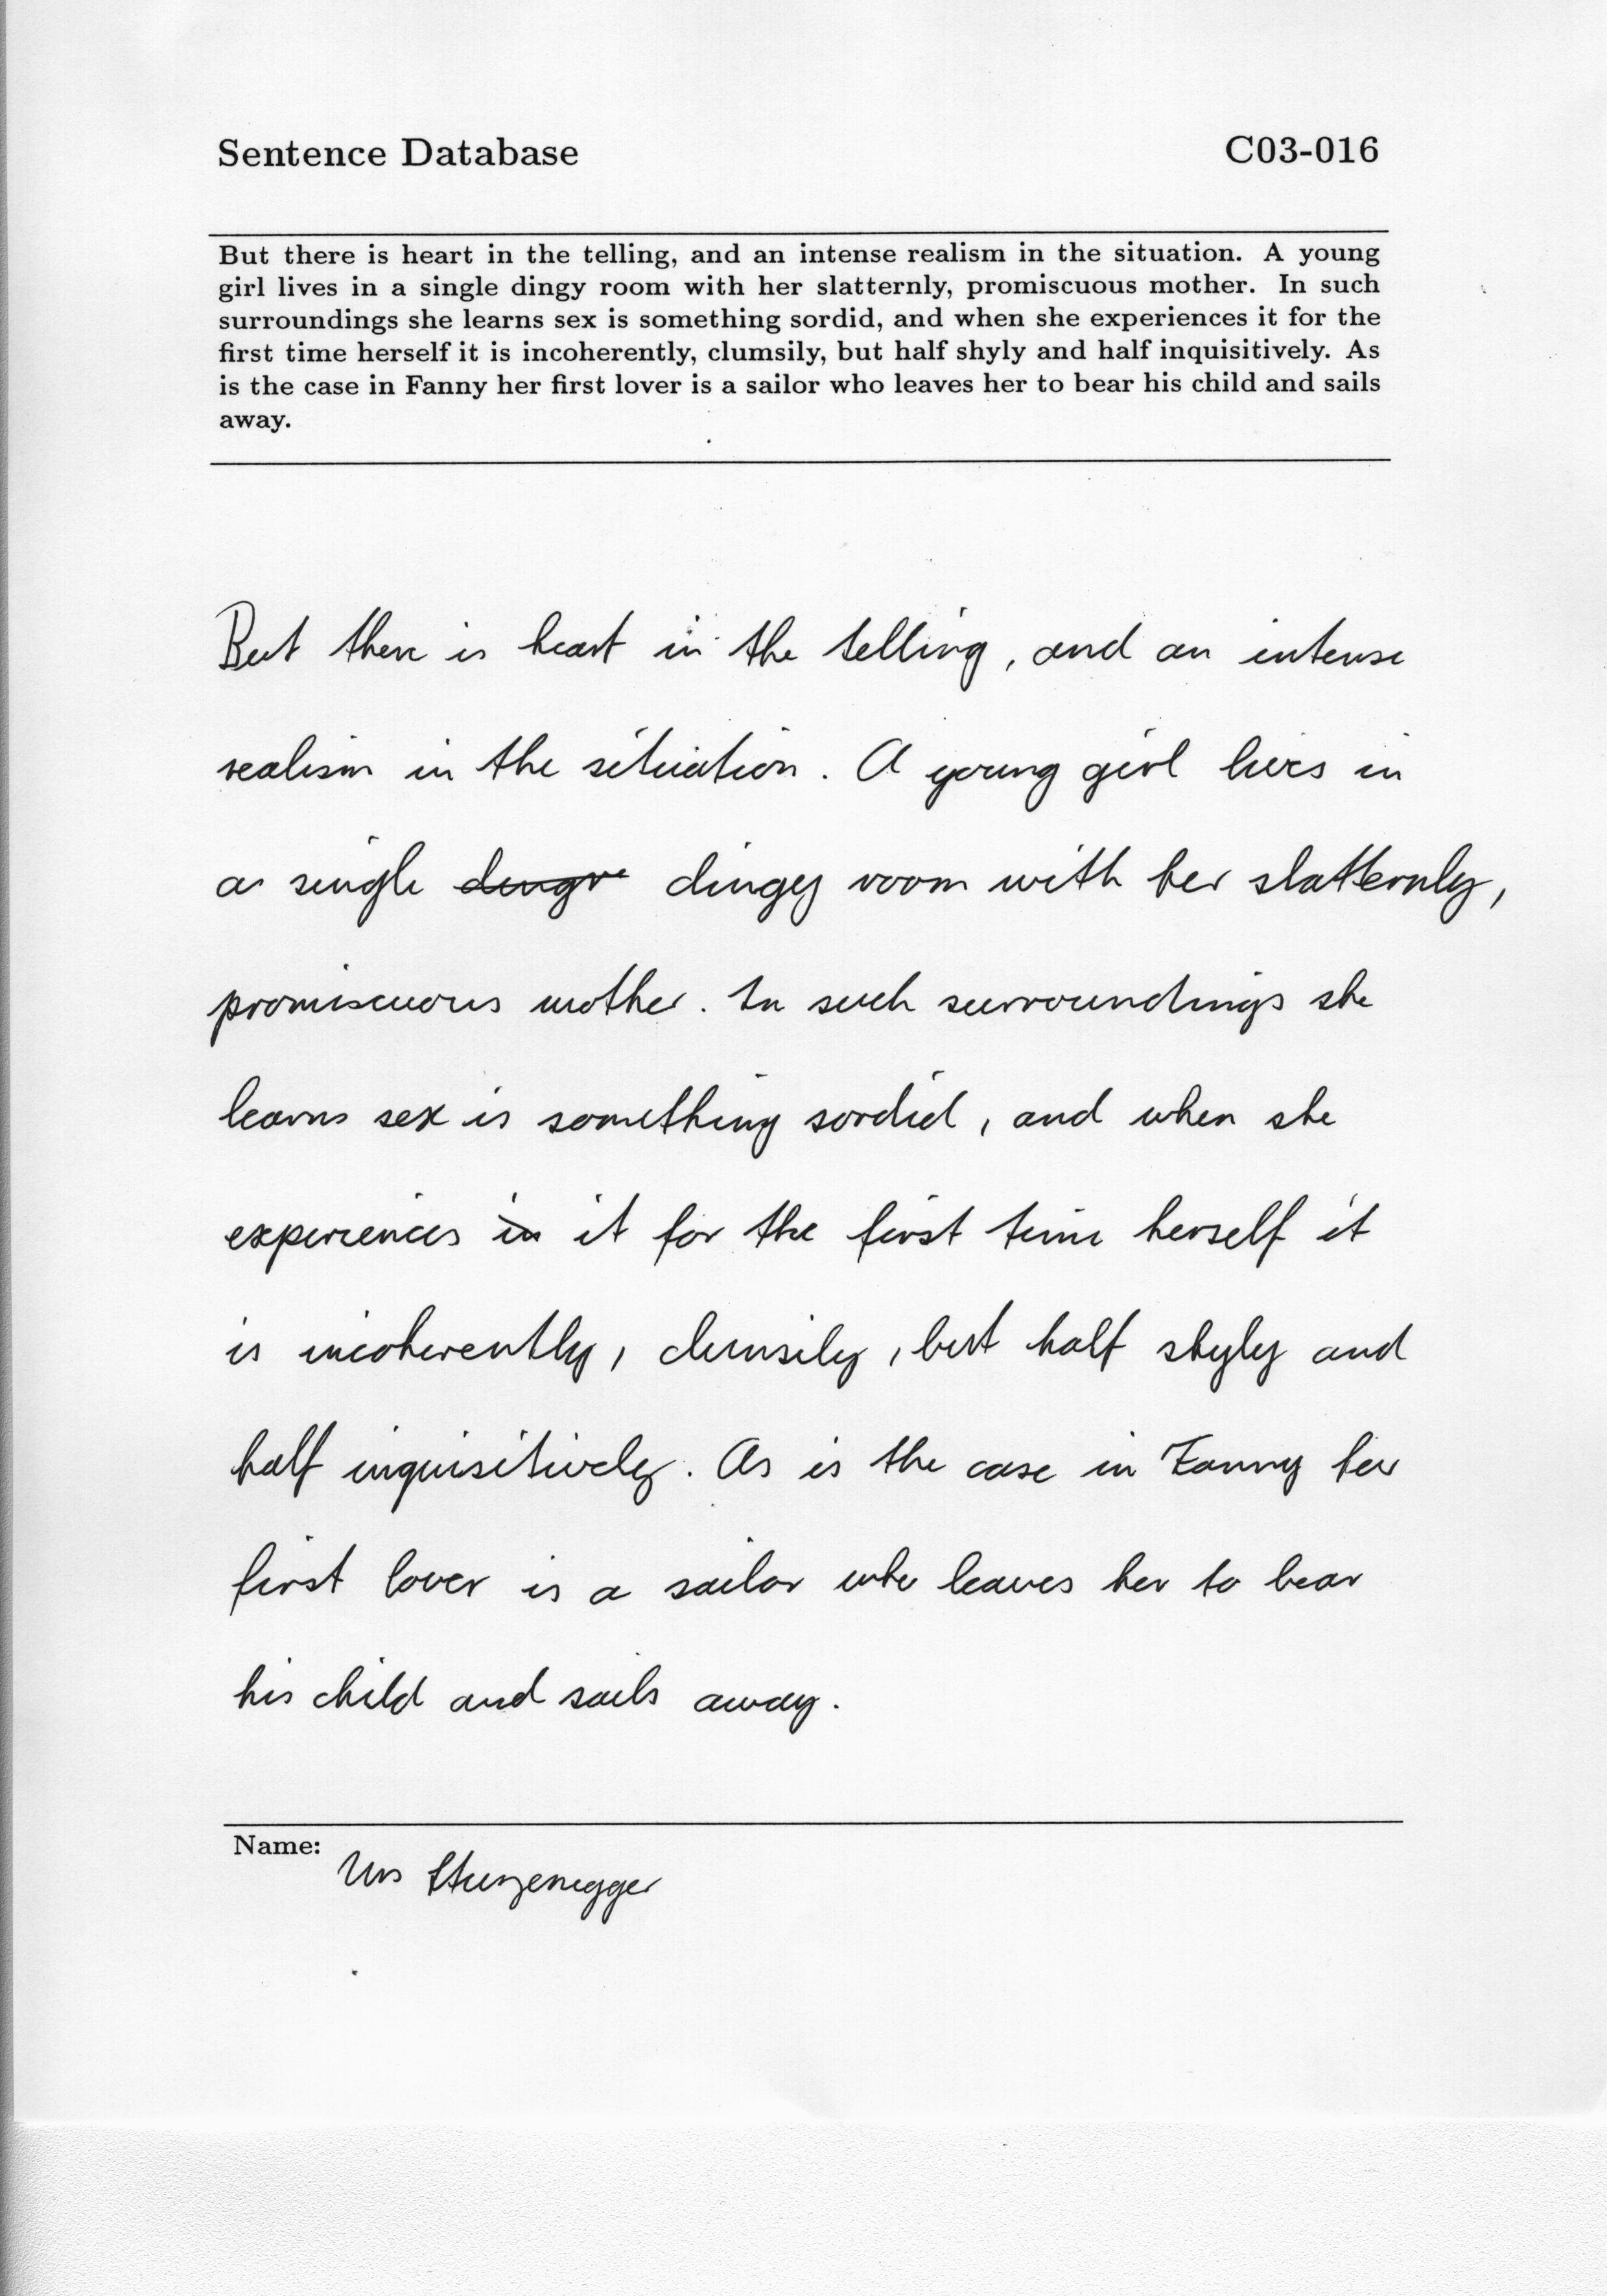 Sentence Database C03-016
But there is heart in the telling, and an intense realism in the situation. A young
girl lives in a single dingy room with her slatternly, promiscuous mother. In such
surroundings she learns sex is something sordid, and when she experiences it for the
first time herself it is incoherently, clumsily, but half shyly and half inquisitively. As
is the case in Fanny her first lover is a sailor who leaves her to bear his child and sails
away.
But there is heart in the telling, and an intense
realism in the situation. A young girl lives in
a single dingy room with her slatternly,
promiscuous mother. In such surroundings she
learns sex is something sordid, and when she
experiences in it for the first time herself it
is incoherently, clumsily, but half shyly and
half inquisitively. As is the case in Fanny her
first lover is a sailor who leaves her to bear
his child and sails away.
Name:
Urs